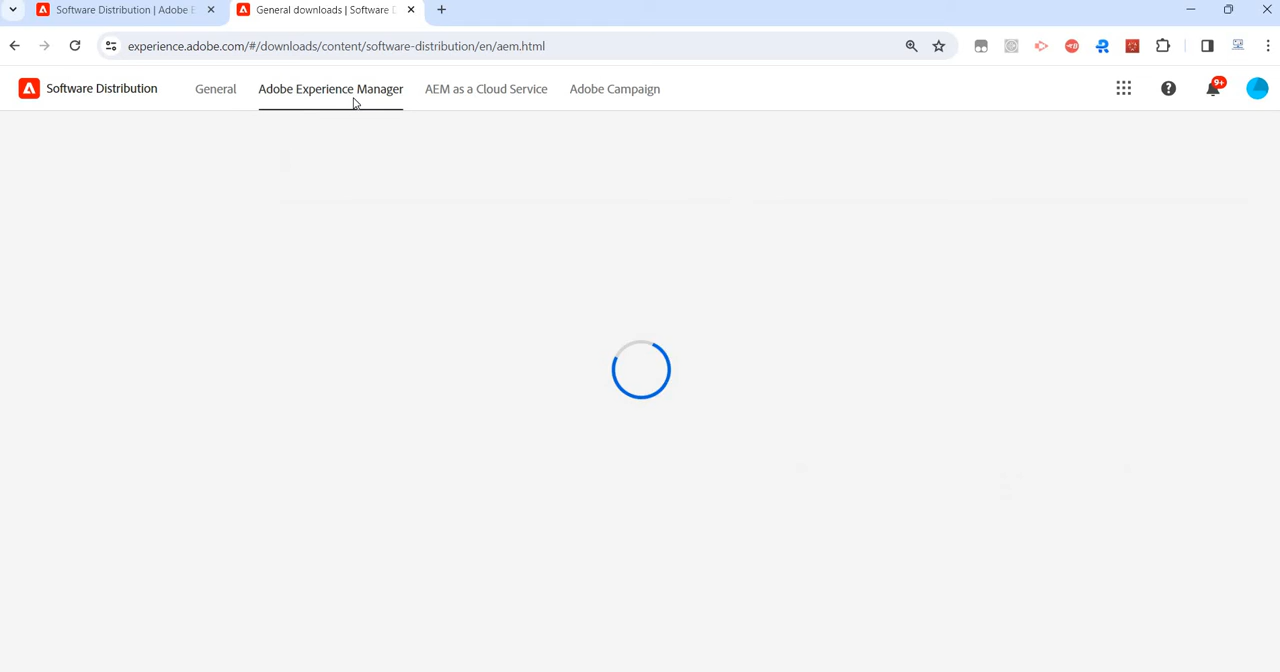 Software Distribution | Adobe E
General downloads | Software D
experience.adobe.com/#/downloads/content/software-distribution/en/aem.html
Software Distribution
General
Adobe Experience Manager
AEM as a Cloud Service
Adobe Campaign
9+